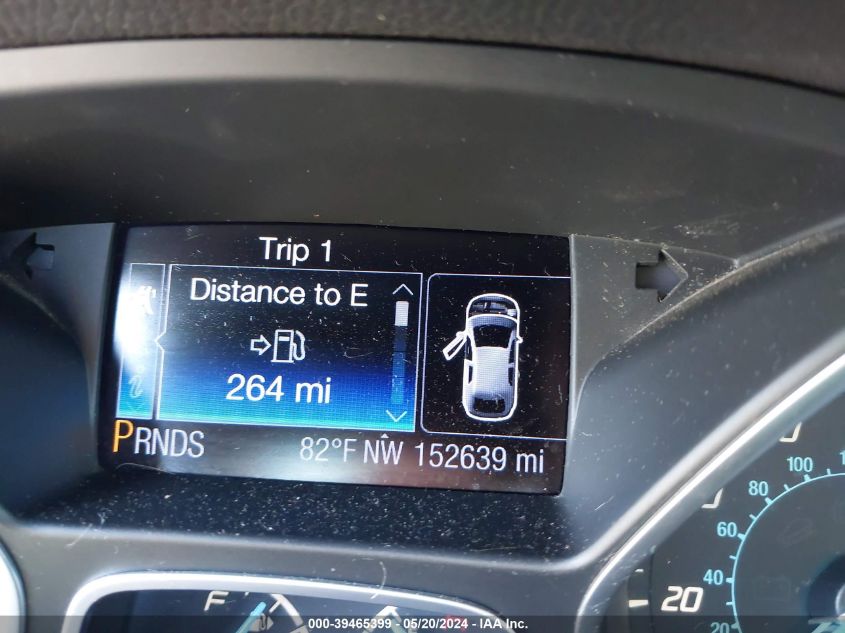 Trip 1
Distance to E
264 mi
i
PRNDS 82°F NW 152639 mi
100
80
60
40
20
20
F
000-39465399 - 05/20/2024 - IAAI, Inc.